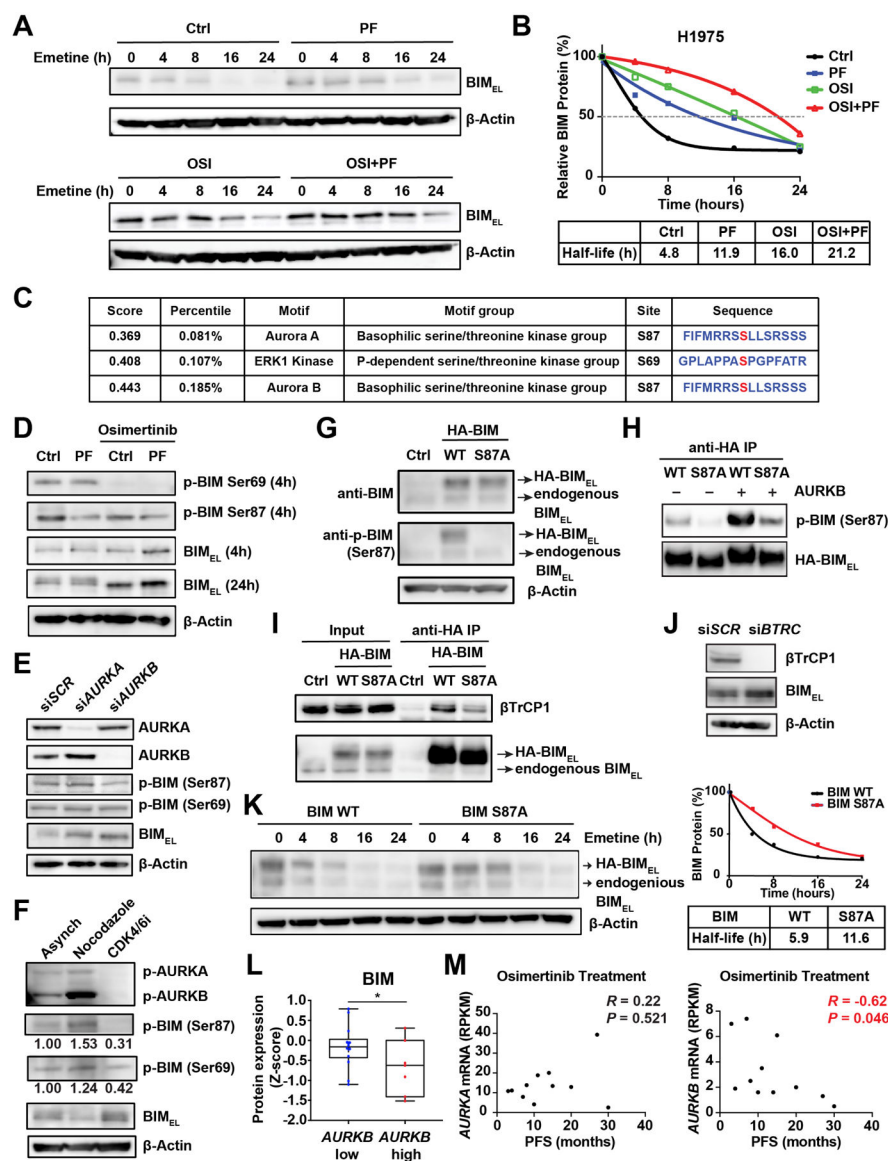 A
Ctrl PF
Emetine (h) 0 4 8 16 24 0 4 8 16 24
BIMEL
β-Actin
OSI OSI+PF
Emetine (h) 0 4 8 16 24 0 4 8 16 24
BIMEL
β-Actin
B
H1975
Relative BIM Protein (%)
100
50
0
0 8 16 24
Time (hours)
Ctrl
PF
OSI
OSI+PF
Ctrl PF OSI OSI+PF
Half-life (h) 4.8 11.9 16.0 21.2
C
Score Percentile Motif Motif group Site Sequence
0.369 0.081% Aurora A Basophilic serine/threonine kinase group S87 FIFMRRSSLLSRSSS
0.408 0.107% ERK1 Kinase P-dependent serine/threonine kinase group S69 GPLAPPASPGPFATR
0.443 0.185% Aurora B Basophilic serine/threonine kinase group S87 FIFMRRSSLLSRSSS
D
Osimertinib
Ctrl PF Ctrl PF
p-BIM Ser69 (4h)
p-BIM Ser87 (4h)
BIMEL (4h)
BIMEL (24h)
β-Actin
E
siSCR siAURKA siAURKB
AURKA
AURKB
p-BIM (Ser87)
p-BIM (Ser69)
BIMEL
β-Actin
F
Asynch Nocodazole CDK4/6i
p-AURKA
p-AURKB
p-BIM (Ser87)
1.00 1.53 0.31
p-BIM (Ser69)
1.00 1.24 0.42
BIMEL
β-Actin
G
HA-BIM
Ctrl WT S87A
anti-BIM
HA-BIMEL
endogenous
BIMEL
anti-p-BIM
(Ser87)
HA-BIMEL
endogenous
BIMEL
β-Actin
H
anti-HA IP
WT S87A WT S87A
− − + + AURKB
p-BIM (Ser87)
HA-BIMEL
I
Input anti-HA IP
HA-BIM HA-BIM
Ctrl WT S87A Ctrl WT S87A
βTrCP1
HA-BIMEL
endogenous BIMEL
J
siSCR siBTRC
βTrCP1
BIMEL
β-Actin
K
BIM WT BIM S87A
0 4 8 16 24 0 4 8 16 24 Emetine (h)
HA-BIMEL
endogenious
BIMEL
β-Actin
BIM WT
BIM S87A
BIM Protein (%)
100
50
0
0 8 16 24
Time (hours)
BIM WT S87A
Half-life (h) 5.9 11.6
L
BIM
*
Protein expression
(Z-score)
1.0
0.5
0.0
-0.5
-1.0
-1.5
-2.0
AURKB
low
AURKB
high
M
Osimertinib Treatment
R = 0.22
P = 0.521
AURKA mRNA (RPKM)
50
40
30
20
10
0
0 10 20 30 40
PFS (months)
Osimertinib Treatment
R = -0.62
P = 0.046
AURKB mRNA (RPKM)
8
6
4
2
0
0 10 20 30 40
PFS (months)